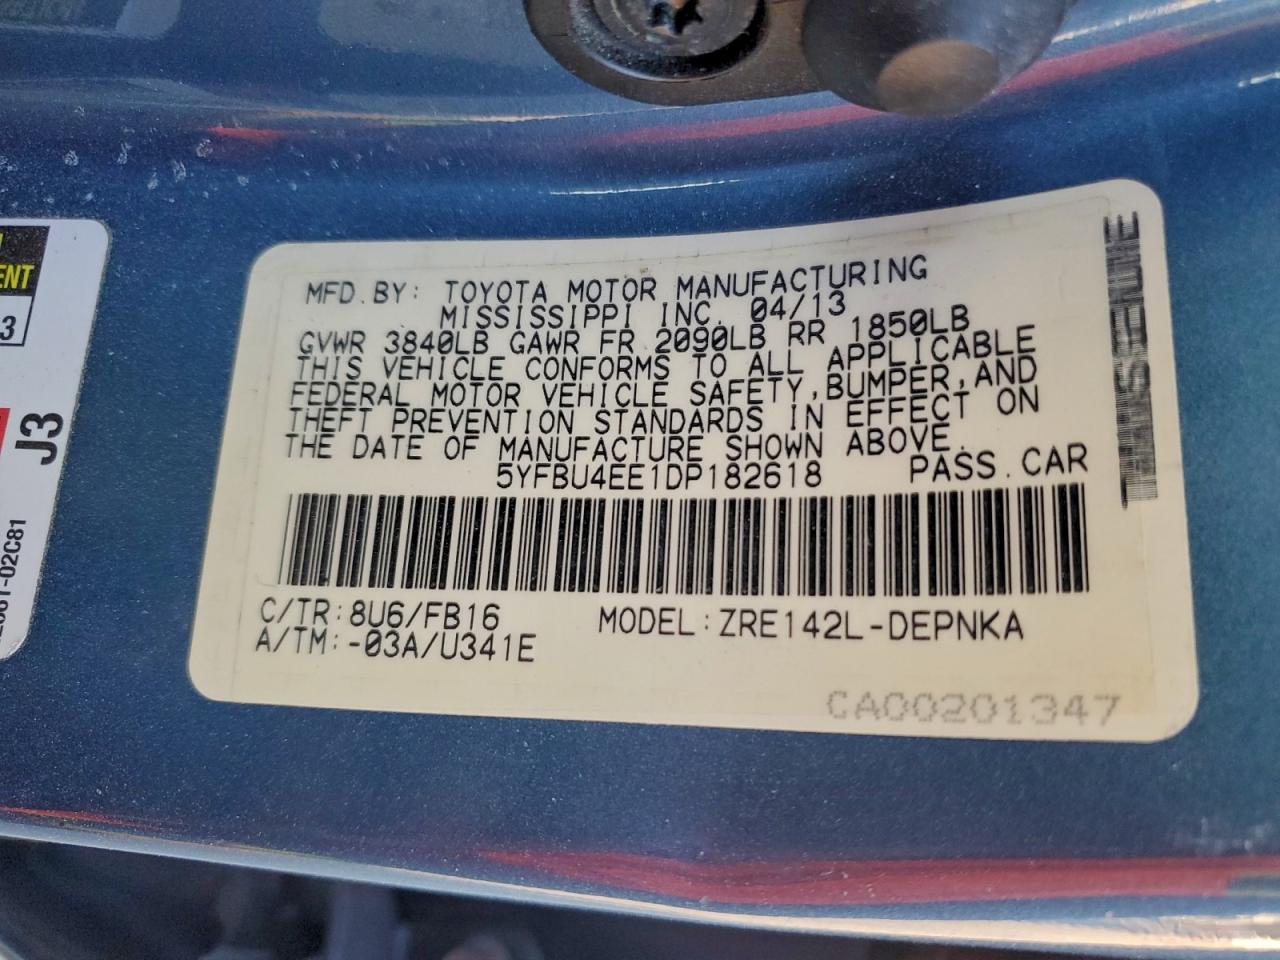 MFD.BY: TOYOTA MOTOR MANUFACTURING
MISSISSIPPI INC. 04/13
GVWR 3840LB GAWR FR 2090LB RR 1850LB
THIS VEHICLE CONFORMS TO ALL APPLICABLE
FEDERAL MOTOR VEHICLE SAFETY,BUMPER,AND
THEFT PREVENTION STANDARDS IN EFFECT ON
THE DATE OF MANUFACTURE SHOWN ABOVE.
5YFBU4EE1DP182618 PASS.CAR
C/TR:8U6/FB16 MODEL:ZRE142L-DEPNKA
A/TM:-03A/U341E
CA00201347
J3